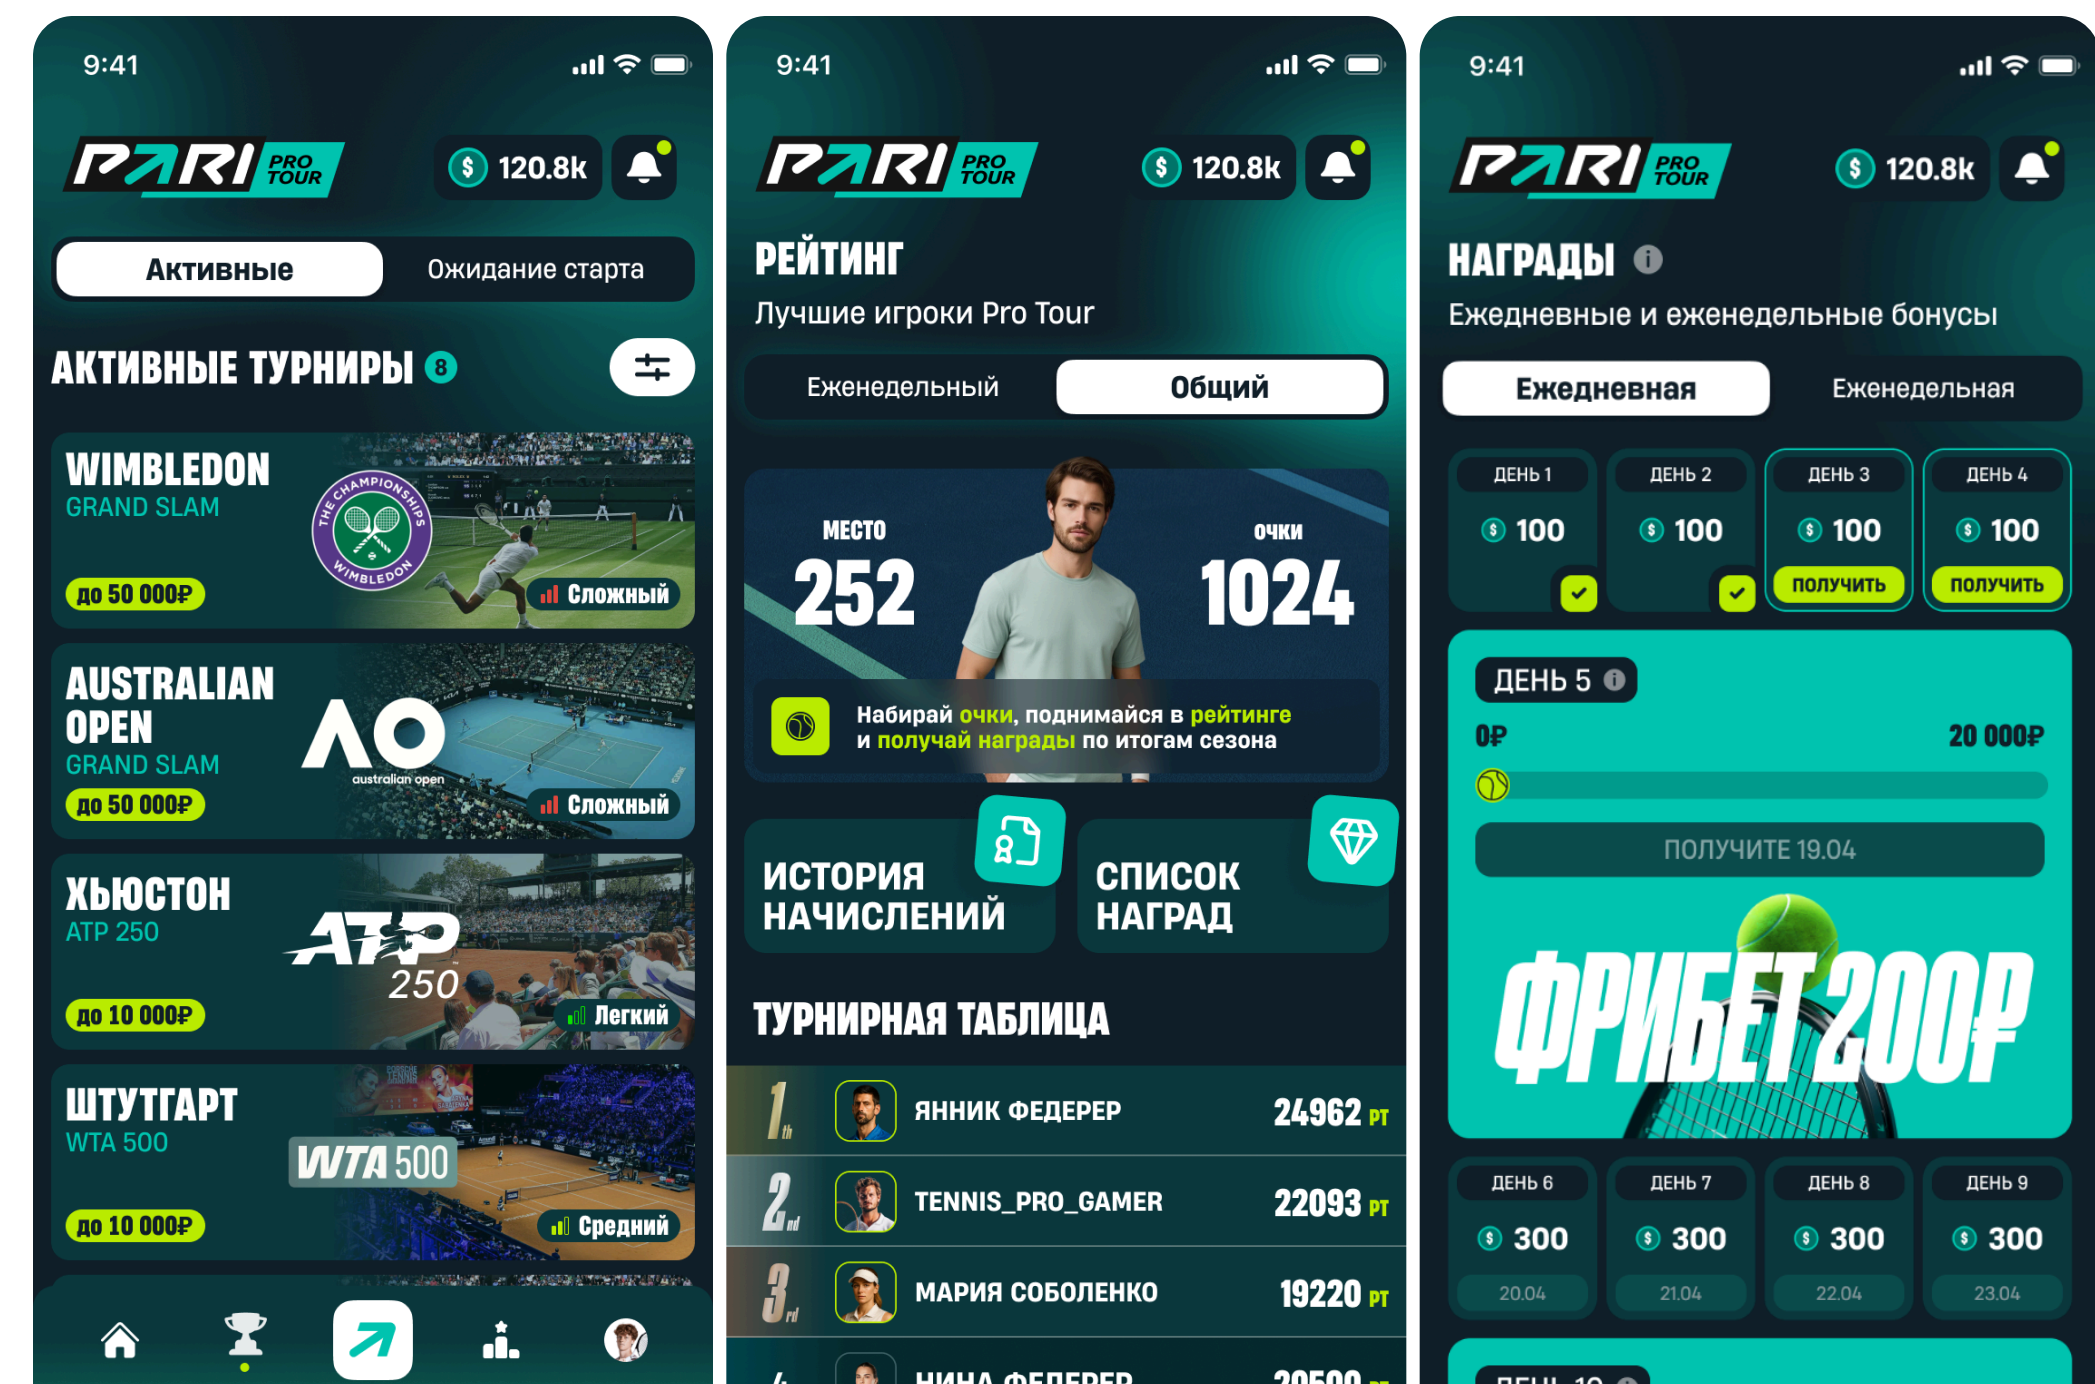 9:41
PARI PRO TOUR
120.8k
Активные
Ожидание старта
АКТИВНЫЕ ТУРНИРЫ 8
WIMBLEDON
GRAND SLAM
THE CHAMPIONSHIPS
WIMBLEDON
до 50 000₽
Сложный
AUSTRALIAN
OPEN
GRAND SLAM
AO
australian open
до 50 000₽
Сложный
ХЬЮСТОН
ATP 250
ATP
250
до 10 000₽
Легкий
ШТУТГАРТ
WTA 500
WTA 500
до 10 000₽
Средний
9:41
PARI PRO TOUR
120.8k
РЕЙТИНГ
Лучшие игроки Pro Tour
Еженедельный
Общий
МЕСТО
252
ОЧКИ
1024
Набирай очки, поднимайся в рейтинге
и получай награды по итогам сезона
ИСТОРИЯ
НАЧИСЛЕНИЙ
СПИСОК
НАГРАД
ТУРНИРНАЯ ТАБЛИЦА
1th ЯННИК ФЕДЕРЕР 24962 PT
2nd TENNIS_PRO_GAMER 22093 PT
3rd МАРИЯ СОБОЛЕНКО 19220 PT
4 НИНА ФЕДЕРЕР
9:41
PARI PRO TOUR
120.8k
НАГРАДЫ
Ежедневные и еженедельные бонусы
Ежедневная
Еженедельная
ДЕНЬ 1
100
ДЕНЬ 2
100
ДЕНЬ 3
100
ПОЛУЧИТЬ
ДЕНЬ 4
100
ПОЛУЧИТЬ
ДЕНЬ 5
0₽
20 000₽
ПОЛУЧИТЕ 19.04
ФРИБЕТ 200₽
ДЕНЬ 6
300
20.04
ДЕНЬ 7
300
21.04
ДЕНЬ 8
300
22.04
ДЕНЬ 9
300
23.04
ДЕНЬ 10